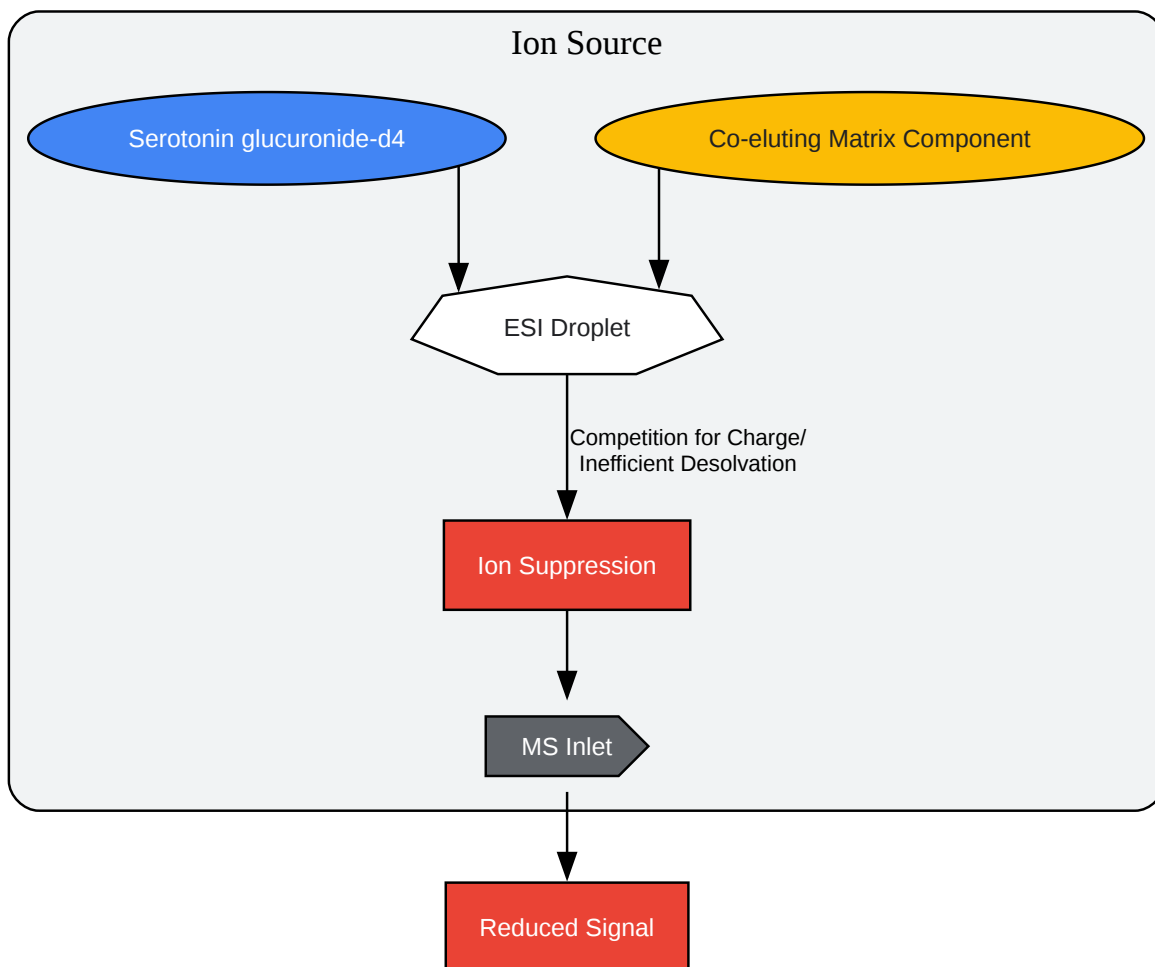 Ion Source
Serotonin glucuronide-d4
Co-eluting Matrix Component
ESI Droplet
Competition for Charge/
Inefficient Desolvation
Ion Suppression
MS Inlet
Reduced Signal